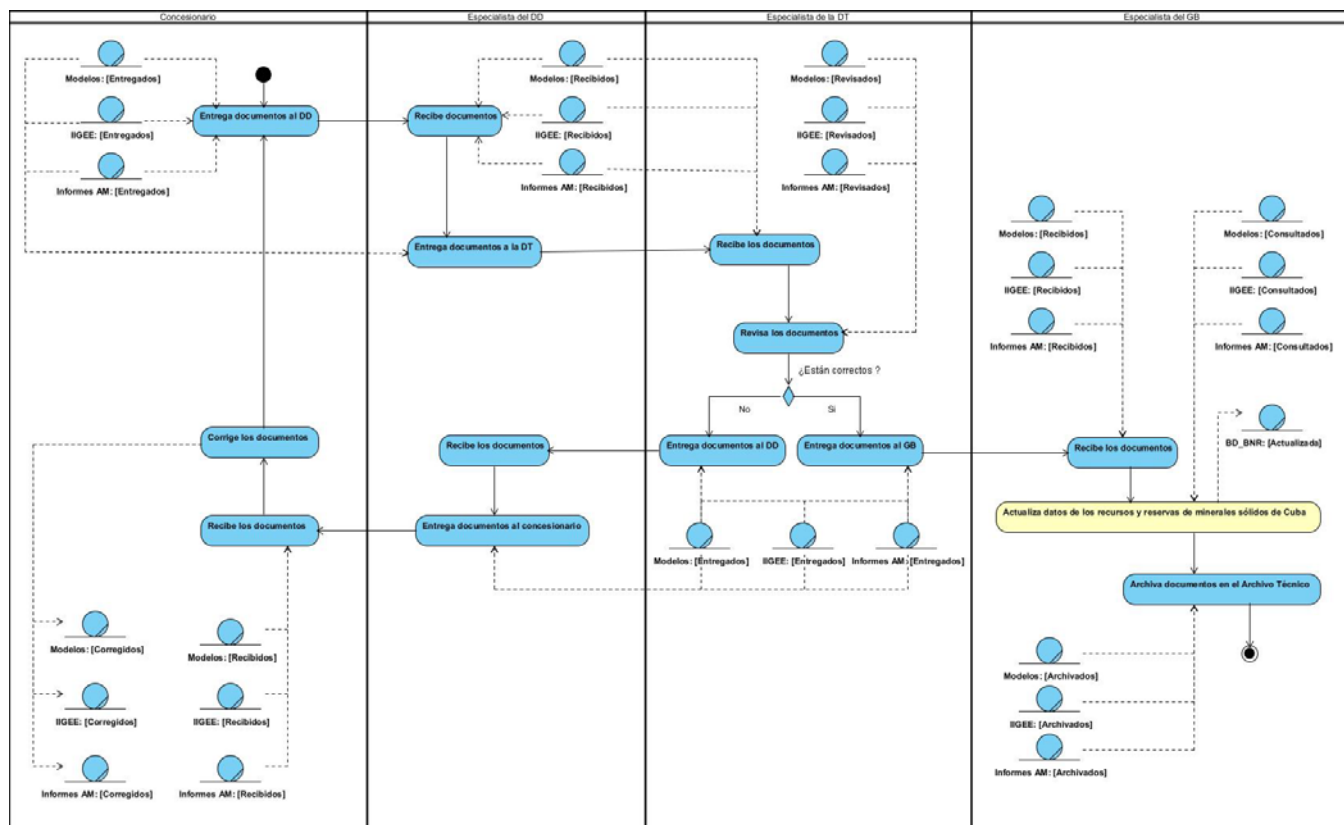 Concesionario
Especialista del DD
Especialista de la DT
Especialista del GB
Modelos: [Entregados]
IIGEE: [Entregados]
Informes AM: [Entregados]
Entrega documentos al DD
Corrige los documentos
Recibe los documentos
Modelos: [Corregidos]
IIGEE: [Corregidos]
Informes AM: [Corregidos]
Modelos: [Recibidos]
IIGEE: [Recibidos]
Informes AM: [Recibidos]
Recibe documentos
Modelos: [Recibidos]
IIGEE: [Recibidos]
Informes AM: [Recibidos]
Entrega documentos a la DT
Recibe los documentos
Entrega documentos al concesionario
Modelos: [Revisados]
IIGEE: [Revisados]
Informes AM: [Revisados]
Recibe los documentos
Revisa los documentos
¿Están correctos ?
No
Si
Entrega documentos al DD
Entrega documentos al GB
Modelos: [Entregados]
IIGEE: [Entregados]
Informes AM: [Entregados]
Modelos: [Recibidos]
IIGEE: [Recibidos]
Informes AM: [Recibidos]
Modelos: [Consultados]
IIGEE: [Consultados]
Informes AM: [Consultados]
BD_BNR: [Actualizada]
Recibe los documentos
Actualiza datos de los recursos y reservas de minerales sólidos de Cuba
Archiva documentos en el Archivo Técnico
Modelos: [Archivados]
IIGEE: [Archivados]
Informes AM: [Archivados]